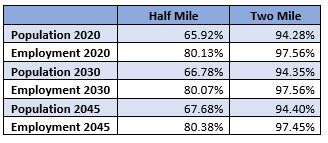 Half Mile Two Mile
Population 2020 65.92% 94.28%
Employment 2020 80.13% 97.56%
Population 2030 66.78% 94.35%
Employment 2030 80.07% 97.56%
Population 2045 67.68% 94.40%
Employment 2045 80.38% 97.45%